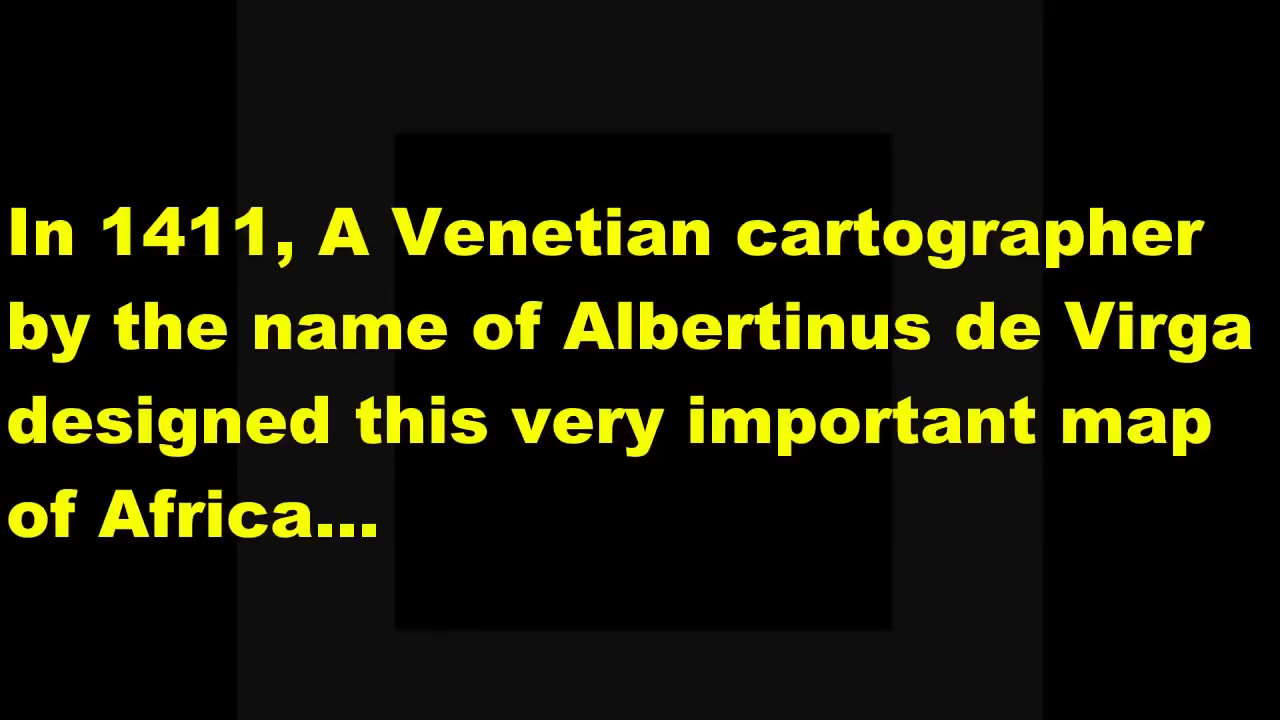 In 1411, A Venetian cartographer
by the name of Albertinus de Virga
designed this very important map
of Africa...